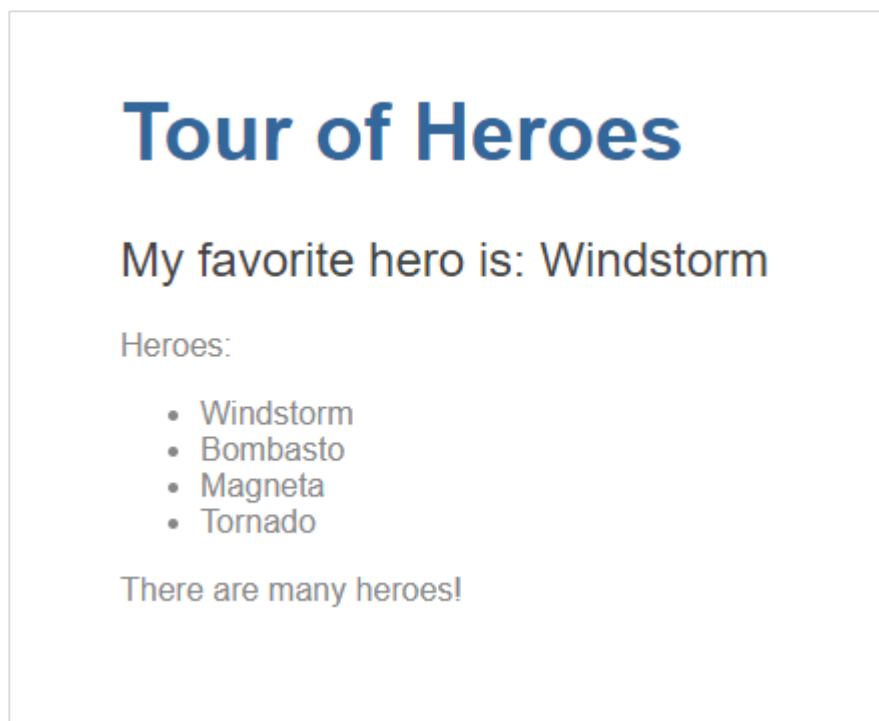 Tour of Heroes
My favorite hero is: Windstorm
Heroes:
Windstorm
Bombasto
Magneta
Tornado
There are many heroes!